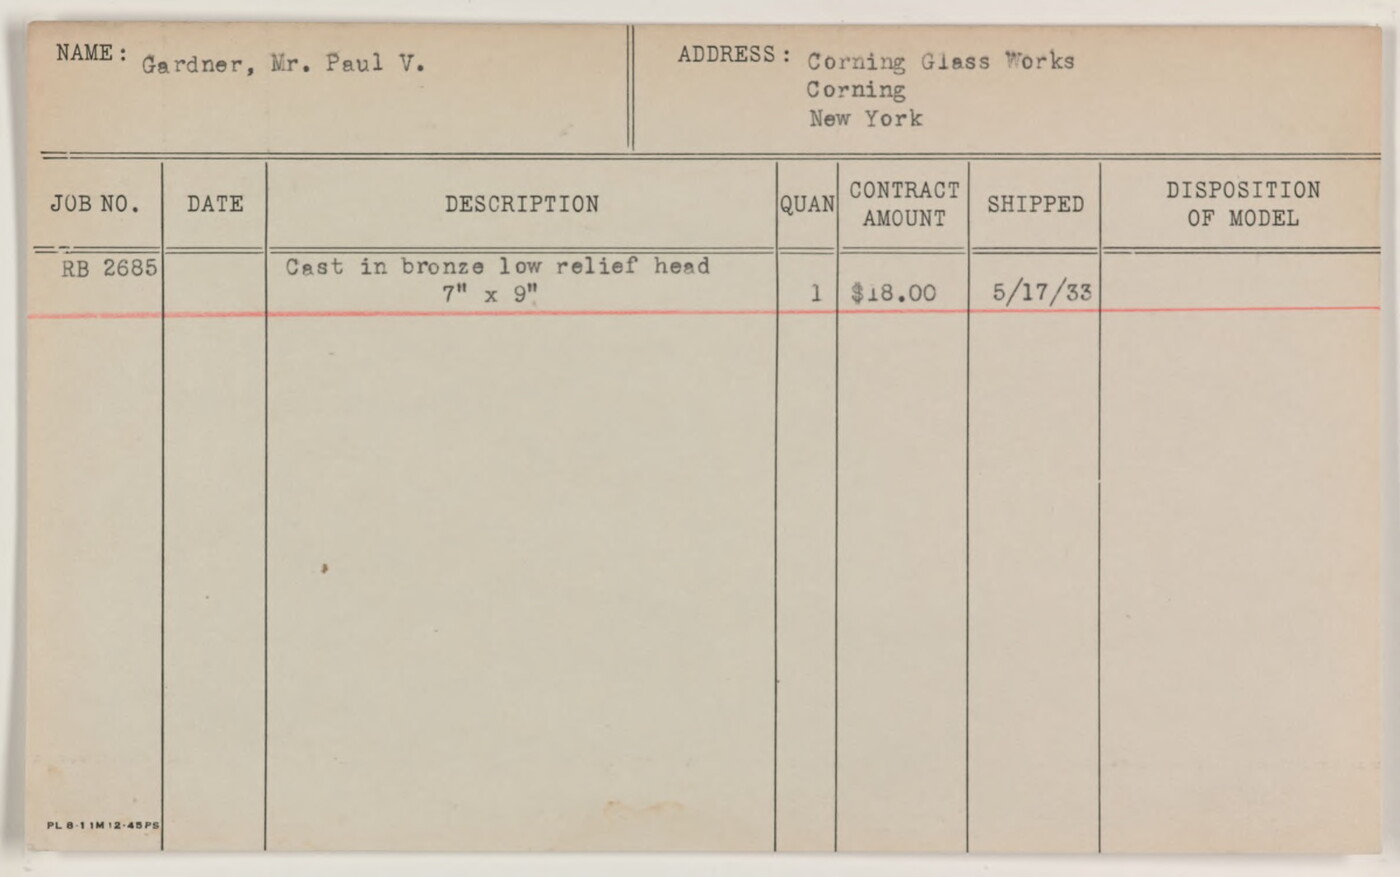 NAME: Gardner, Mr. Paul V.
ADDRESS: Corning Glass Works
Corning
New York
JOB NO. DATE DESCRIPTION QUAN CONTRACT AMOUNT SHIPPED DISPOSITION OF MODEL
RB 2685 Cast in bronze low relief head
7" x 9" 1 $18.00 5/17/33
PL 8-1 1M 12-45 PS